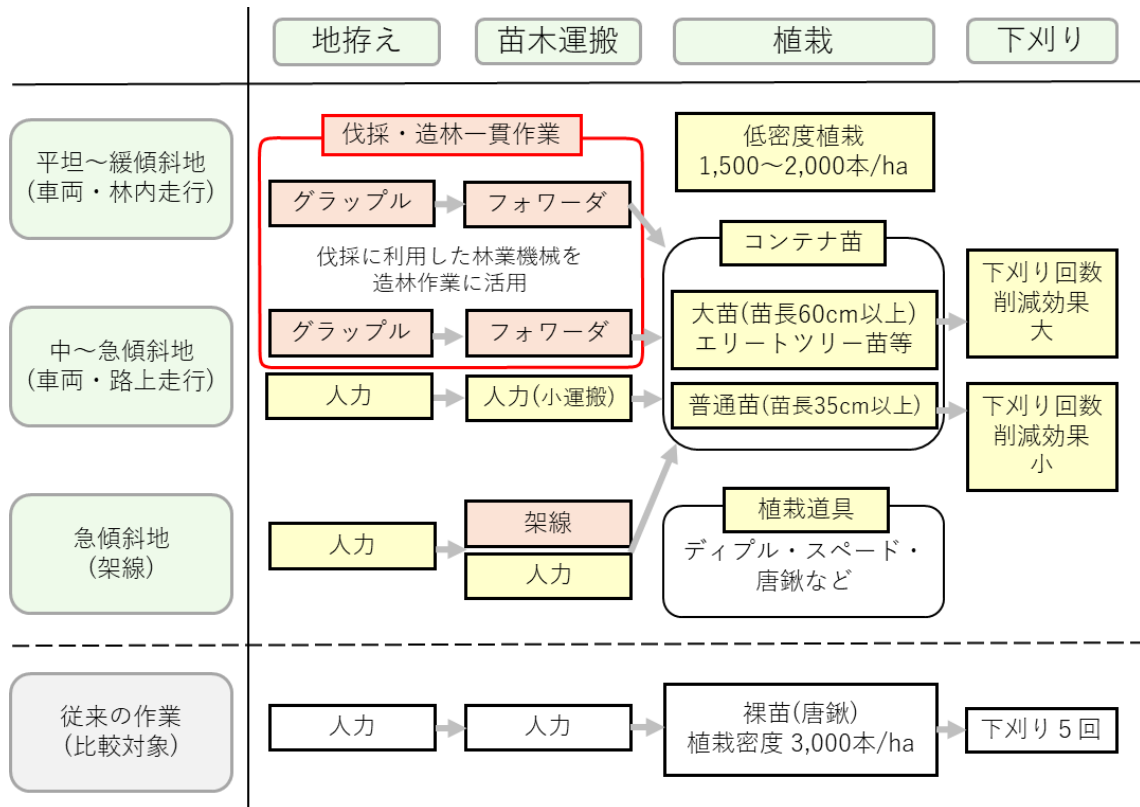 地拵え
苗木運搬
植栽
下刈り
平坦～緩傾斜地
(車両・林内走行)
伐採・造林一貫作業
グラップル
フォワーダ
伐採に利用した林業機械を
造林作業に活用
低密度植栽
1,500～2,000本/ha
コンテナ苗
中～急傾斜地
(車両・路上走行)
グラップル
フォワーダ
大苗(苗長60cm以上)
エリートツリー苗等
下刈り回数
削減効果
大
人力
人力(小運搬)
普通苗(苗長35cm以上)
下刈り回数
削減効果
小
急傾斜地
(架線)
人力
架線
人力
植栽道具
ディプル・スペード・
唐鍬など
従来の作業
(比較対象)
人力
人力
裸苗(唐鍬)
植栽密度 3,000本/ha
下刈り５回